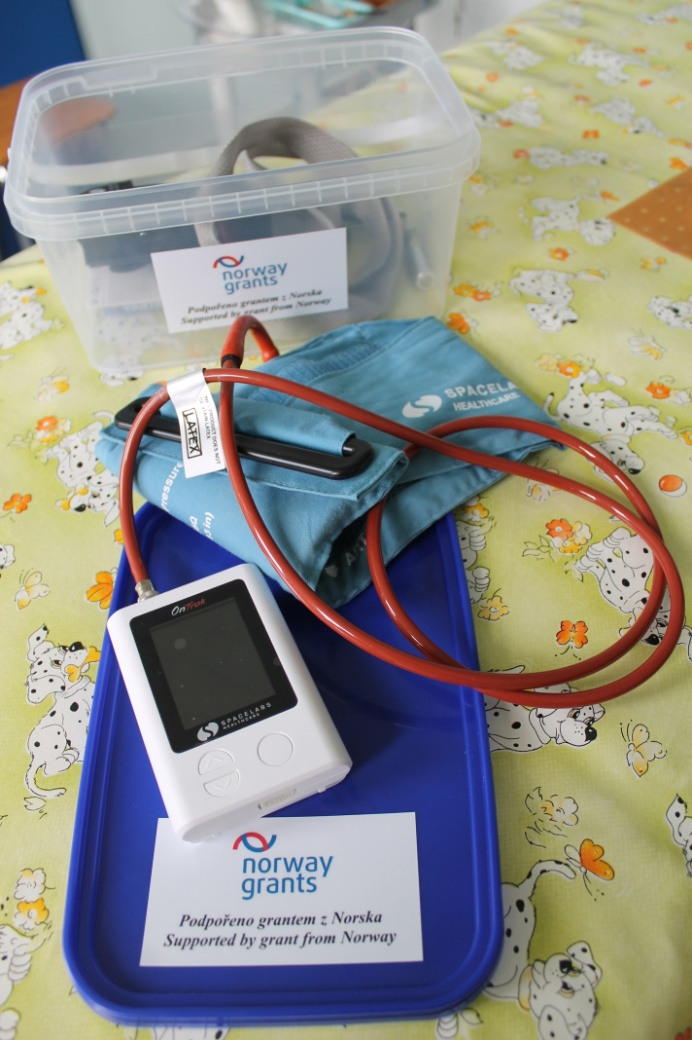 norway
grants
Podpořeno grantem z Norska
Supported by grant from Norway
SPACELABS
HEALTHCARE
LATEX
OnTrak
SPACELABS
HEALTHCARE
norway
grants
Podpořeno grantem z Norska
Supported by grant from Norway